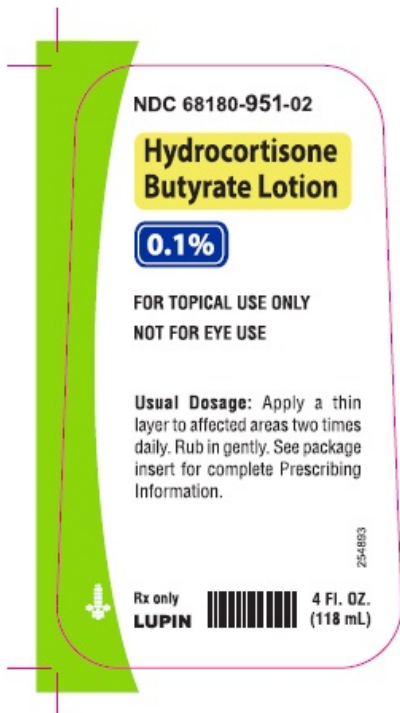 NDC 68180-951-02
Hydrocortisone
Butyrate Lotion
0.1%
FOR TOPICAL USE ONLY
NOT FOR EYE USE
Usual Dosage: Apply a thin
layer to affected areas two times
daily. Rub in gently. See package
insert for complete Prescribing
Information.
254893
Rx only
LUPIN
4 Fl. OZ.
(118 mL)